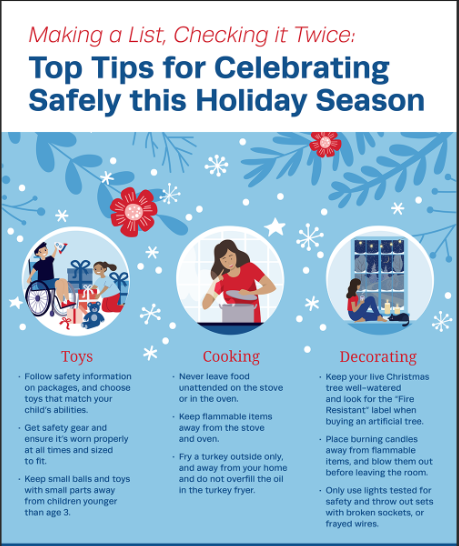 Making a List, Checking it Twice:
Top Tips for Celebrating
Safely this Holiday Season
Toys
· Follow safety information
on packages, and choose
toys that match your
child's abilities.
· Get safety gear and
ensure it's worn properly
at all times and sized
to fit.
· Keep small balls and toys
with small parts away
from children younger
than age 3.
Cooking
· Never leave food
unattended on the stove
or in the oven.
· Keep flammable items
away from the stove
and oven.
· Fry a turkey outside only,
and away from your home
and do not overfill the oil
in the turkey fryer.
Decorating
· Keep your live Christmas
tree well-watered
and look for the “Fire
Resistant” label when
buying an artificial tree.
· Place burning candles
away from flammable
items, and blow them out
before leaving the room.
· Only use lights tested for
safety and throw out sets
with broken sockets, or
frayed wires.